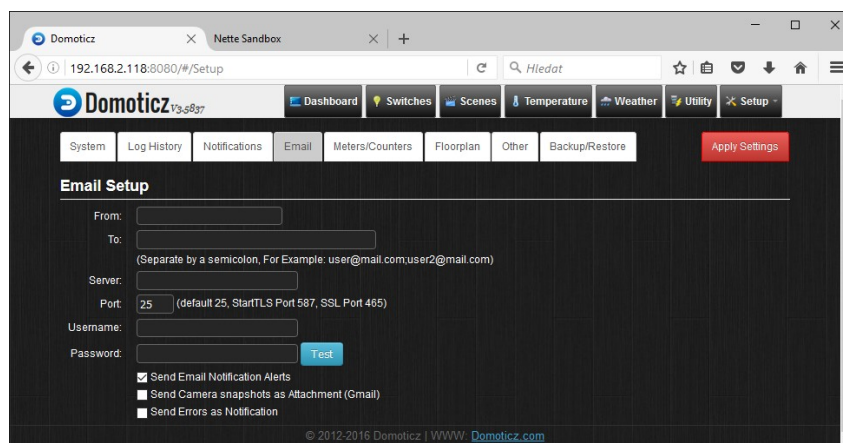 Domoticz
Nette Sandbox
192.168.2.118:8080/#/Setup
Hledat
Domoticz V3.5837
Dashboard
Switches
Scenes
Temperature
Weather
Utility
Setup
System
Log History
Notifications
Email
Meters/Counters
Floorplan
Other
Backup/Restore
Apply Settings
Email Setup
From:
To:
(Separate by a semicolon, For Example: user@mail.com;user2@mail.com)
Server:
Port: 25 (default 25, StartTLS Port 587, SSL Port 465)
Username:
Password: Test
Send Email Notification Alerts
Send Camera snapshots as Attachment (Gmail)
Send Errors as Notification
© 2012-2016 Domoticz | WWW: Domoticz.com